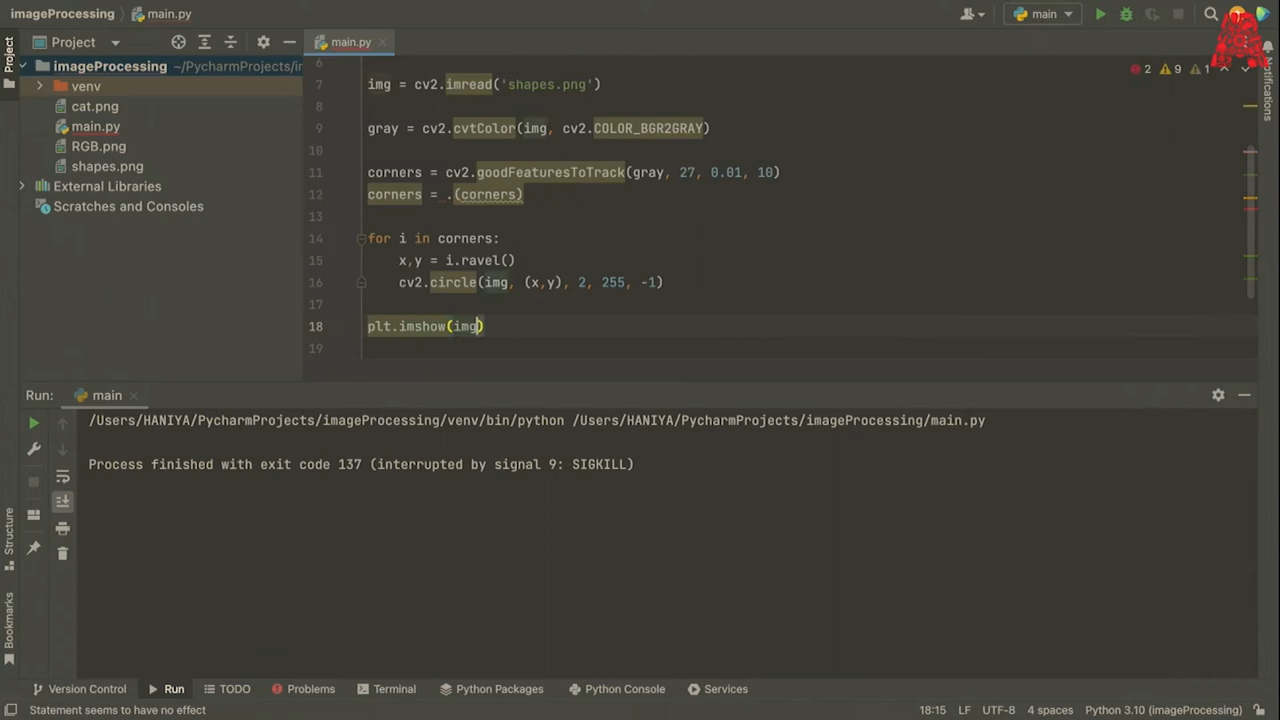 imageProcessing
main.py
main
Project
Project
main.py
imageProcessing ~/PycharmProjects/ir
venv
cat.png
main.py
RGB.png
shapes.png
External Libraries
Scratches and Consoles
2 9 1
Notifications
6
7 img = cv2.imread('shapes.png')
8
9 gray = cv2.cvtColor(img, cv2.COLOR_BGR2GRAY)
10
11 corners = cv2.goodFeaturesToTrack(gray, 27, 0.01, 10)
12 corners = .(corners)
13
14 for i in corners:
15 x,y = i.ravel()
16 cv2.circle(img, (x,y), 2, 255, -1)
17
18 plt.imshow(img)
19
Run: main
/Users/HANIYA/PycharmProjects/imageProcessing/venv/bin/python /Users/HANIYA/PycharmProjects/imageProcessing/main.py
Process finished with exit code 137 (interrupted by signal 9: SIGKILL)
Structure
Bookmarks
Version Control
Run
TODO
Problems
Terminal
Python Packages
Python Console
Services
Statement seems to have no effect
18:15 LF UTF-8 4 spaces Python 3.10 (imageProcessing)